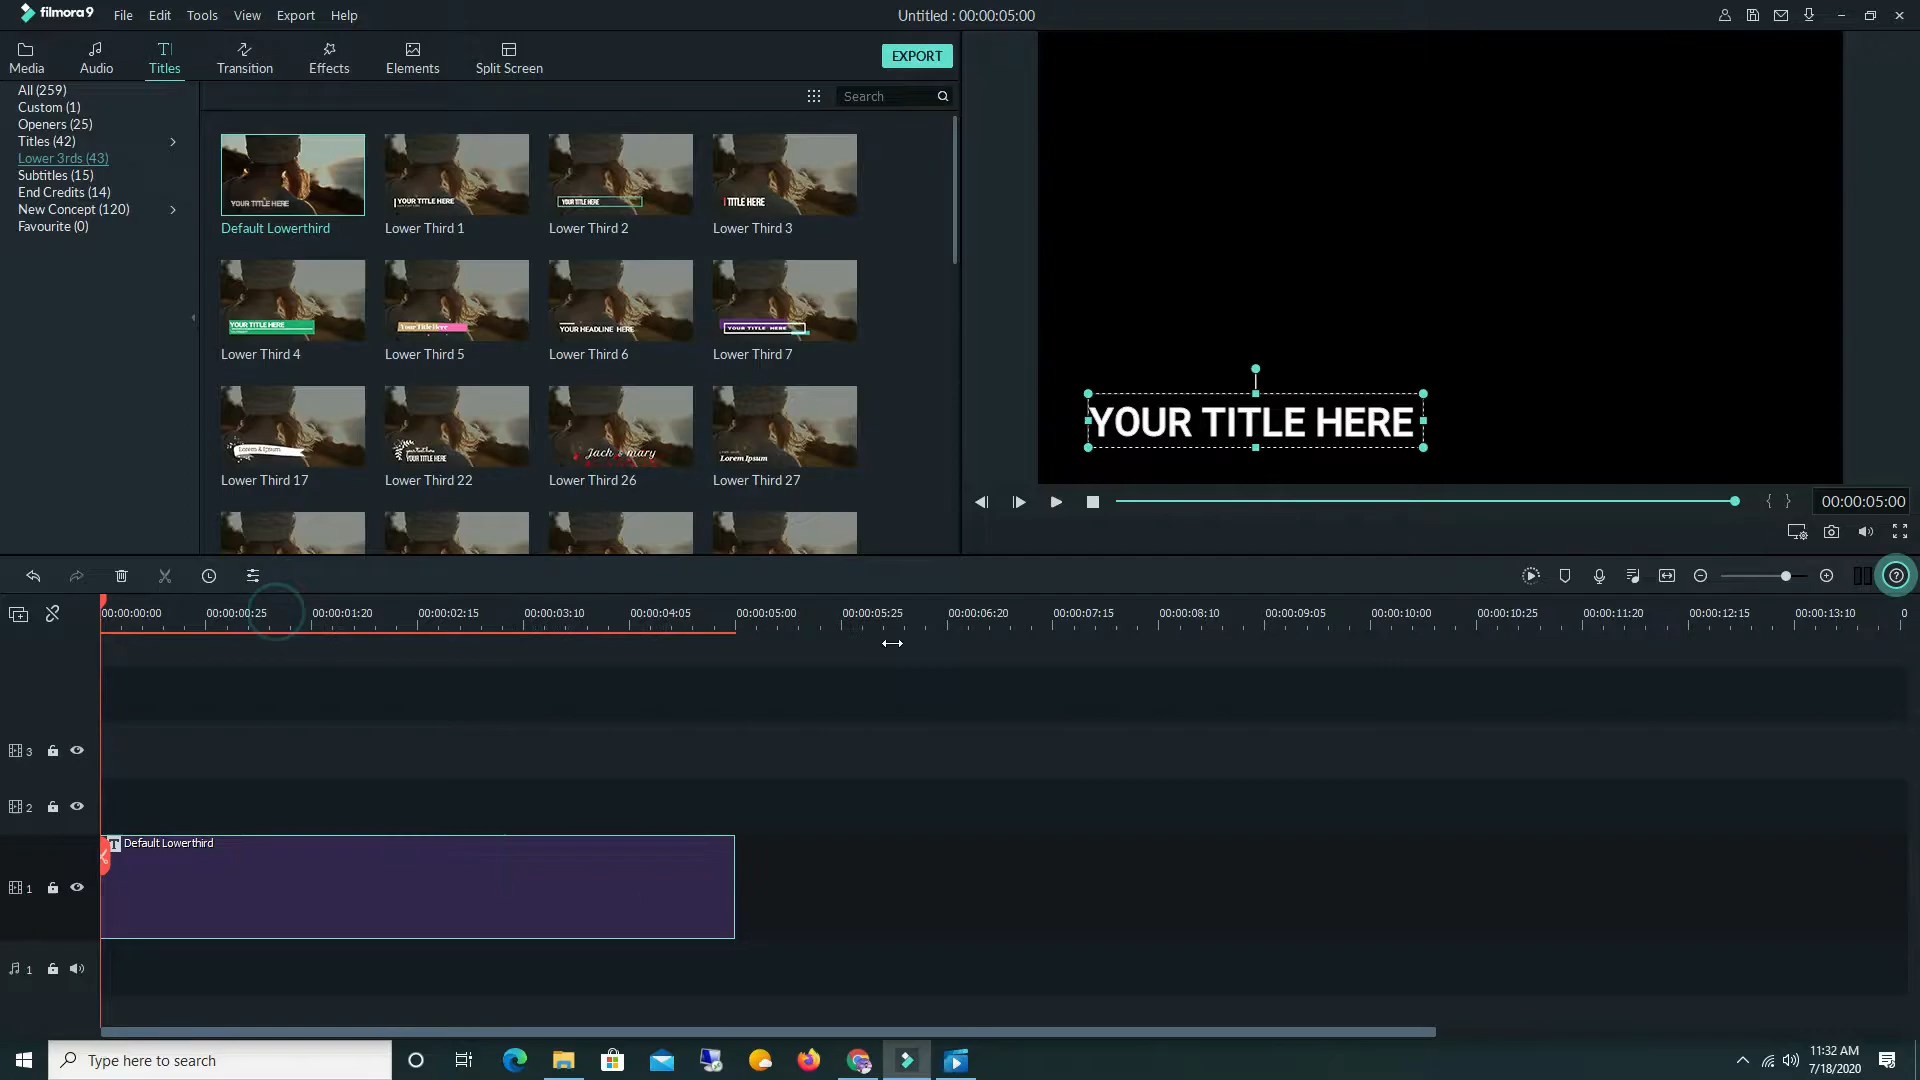 filmora9 File Edit Tools View Export Help Untitled : 00:00:05:00
Media Audio Titles Transition Effects Elements Split Screen EXPORT
All (259)
Custom (1)
Openers (25)
Titles (42)
Lower 3rds (43)
Subtitles (15)
End Credits (14)
New Concept (120)
Favourite (0)
Search
YOUR TITLE HERE YOUR TITLE HERE YOUR TITLE HERE TITLE HERE
Default Lowerthird Lower Third 1 Lower Third 2 Lower Third 3
YOUR TITLE HERE Your Title Here YOUR HEADLINE HERE YOUR TITLE HERE
Lower Third 4 Lower Third 5 Lower Third 6 Lower Third 7
Lorem & Ipsum YOUR TITLE HERE Jack & mary Lorem Ipsum
Lower Third 17 Lower Third 22 Lower Third 26 Lower Third 27
YOUR TITLE HERE
{ } 00:00:05:00
00:00:00:00 00:00:00:25 00:00:01:20 00:00:02:15 00:00:03:10 00:00:04:05 00:00:05:00 00:00:05:25 00:00:06:20 00:00:07:15 00:00:08:10 00:00:09:05 00:00:10:00 00:00:10:25 00:00:11:20 00:00:12:15 00:00:13:10 0
3
2
T Default Lowerthird
1
1
Type here to search
11:32 AM
7/18/2020